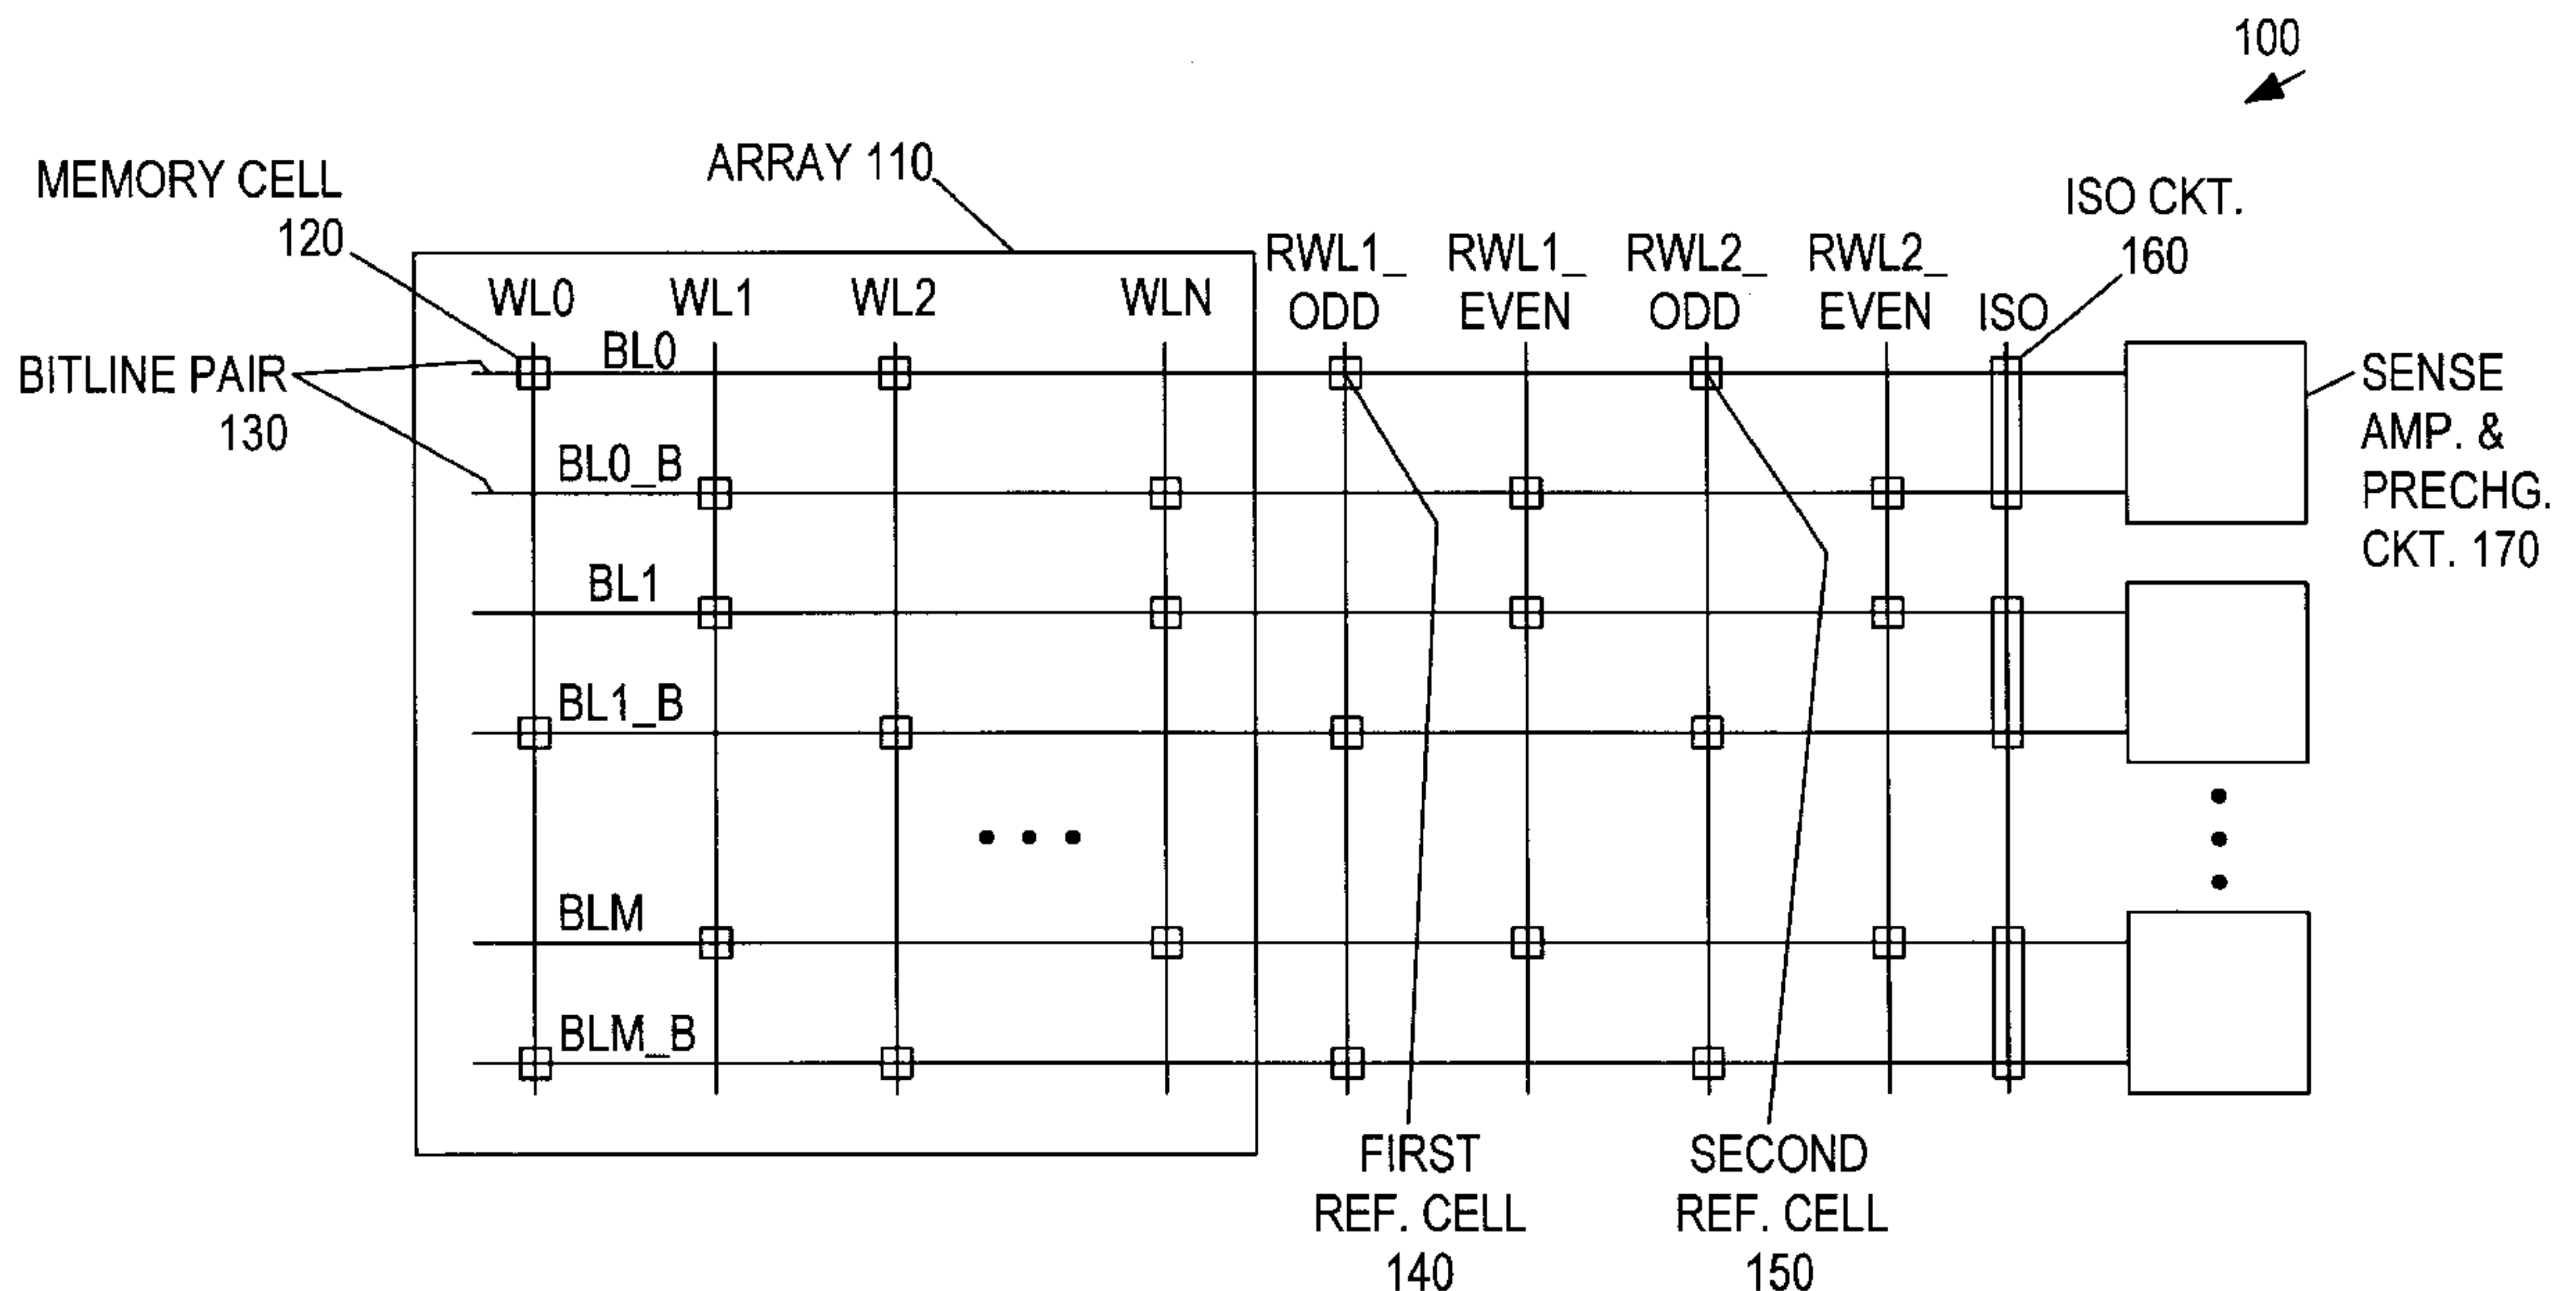 100
ARRAY 110
MEMORY CELL
120
ISO CKT.
160
RWL1_
ODD
RWL1_
EVEN
RWL2_
ODD
RWL2_
EVEN
ISO
WL0
WL1
WL2
WLN
BITLINE PAIR
130
BL0
BL0_B
BL1
BL1_B
BLM
BLM_B
SENSE
AMP. &
PRECHG.
CKT. 170
FIRST
REF. CELL
140
SECOND
REF. CELL
150